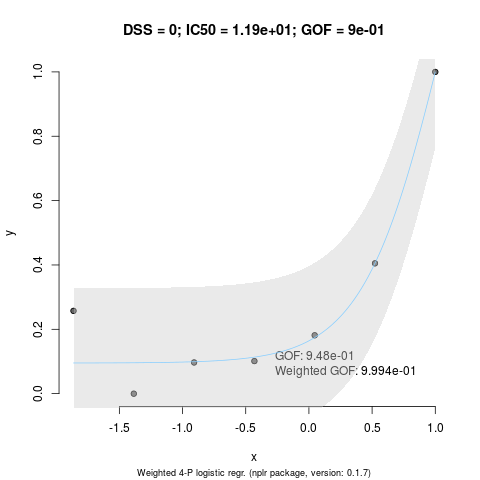 DSS = 0; IC50 = 1.19e+01; GOF = 9e-01
1.0
0.8
0.6
0.4
0.2
0.0
y
GOF: 9.48e-01
Weighted GOF: 9.994e-01
-1.5 -1.0 -0.5 0.0 0.5 1.0
x
Weighted 4-P logistic regr. (nplr package, version: 0.1.7)